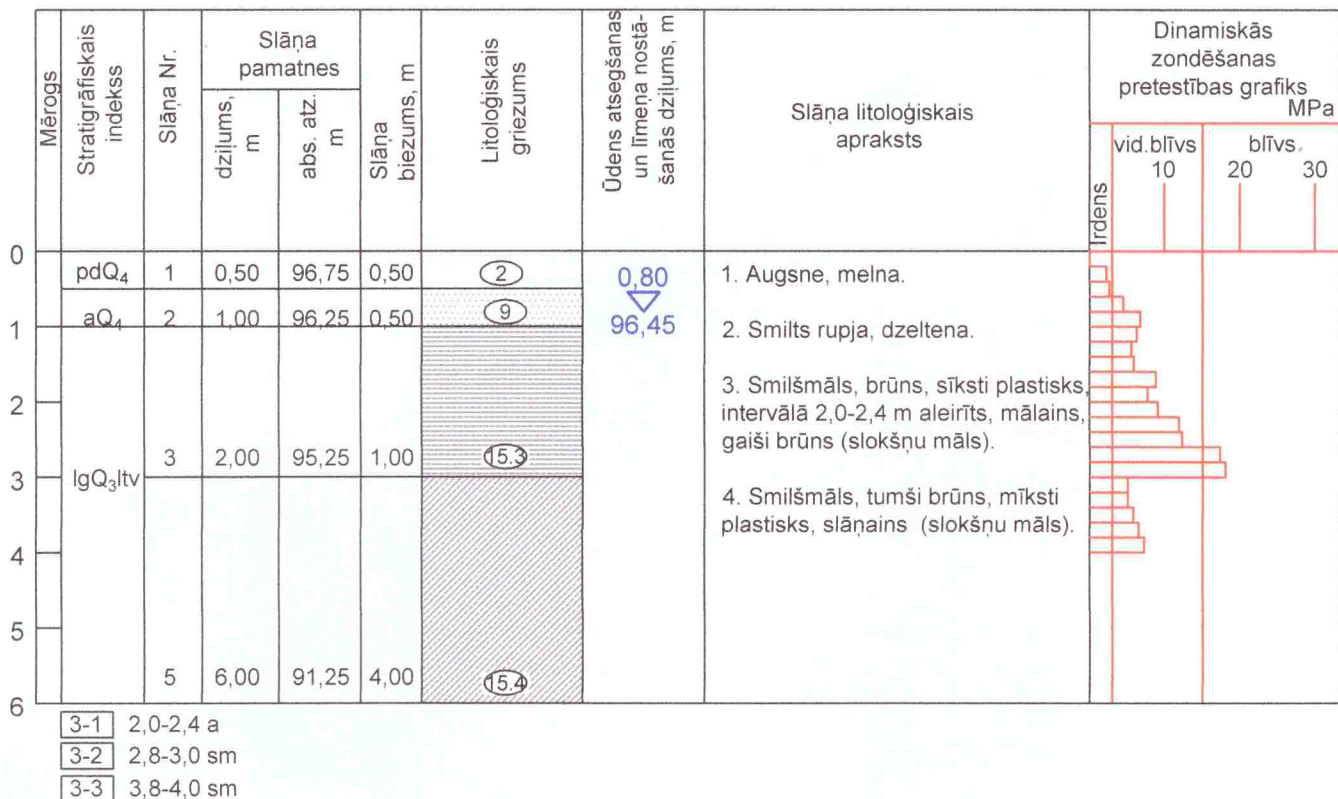 Mērogs
Stratigrāfiskais
indekss
Slāņa Nr.
Slāņa
pamatnes
dziļums,
m
abs. atz.
m
Slāņa
biezums, m
Litoloģiskais
griezums
Ūdens atsegšanas
un līmeņa nostā-
šanās dziļums, m
Slāņa litoloģiskais
apraksts
Dinamiskās
zondēšanas
pretestības grafiks
MPa
Irdens
vid.blīvs
blīvs
10 20 30
0
pdQ4 1 0,50 96,75 0,50 2
aQ4 2 1,00 96,25 0,50 9
1
2
3 2,00 95,25 1,00 15.3
lgQ3ltv
3
4
5
5 6,00 91,25 4,00 15.4
6
0,80
96,45
1. Augsne, melna.
2. Smilts rupja, dzeltena.
3. Smilšmāls, brūns, sīksti plastisks,
intervālā 2,0-2,4 m aleirīts, mālains,
gaiši brūns (slokšņu māls).
4. Smilšmāls, tumši brūns, mīksti
plastisks, slāņains (slokšņu māls).
3-1 2,0-2,4 a
3-2 2,8-3,0 sm
3-3 3,8-4,0 sm